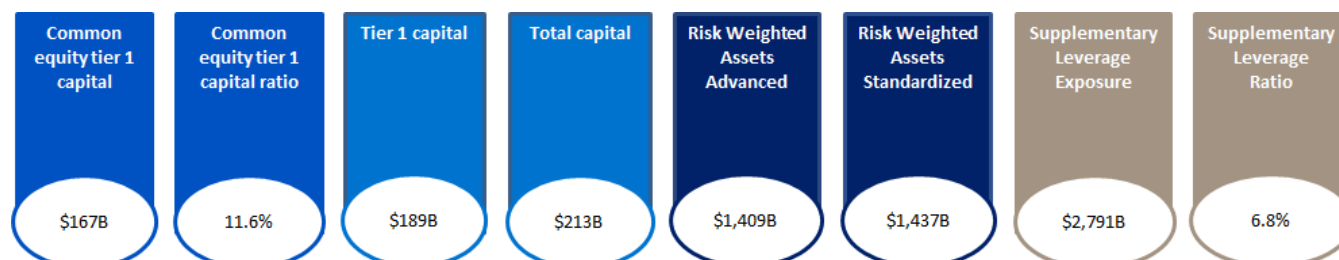 Common
equity tier 1
capital
Common
equity tier 1
capital ratio
Tier 1 capital
Total capital
Risk Weighted
Assets
Advanced
Risk Weighted
Assets
Standardized
Supplementary
Leverage
Exposure
Supplementary
Leverage
Ratio
$167B
11.6%
$189B
$213B
$1,409B
$1,437B
$2,791B
6.8%